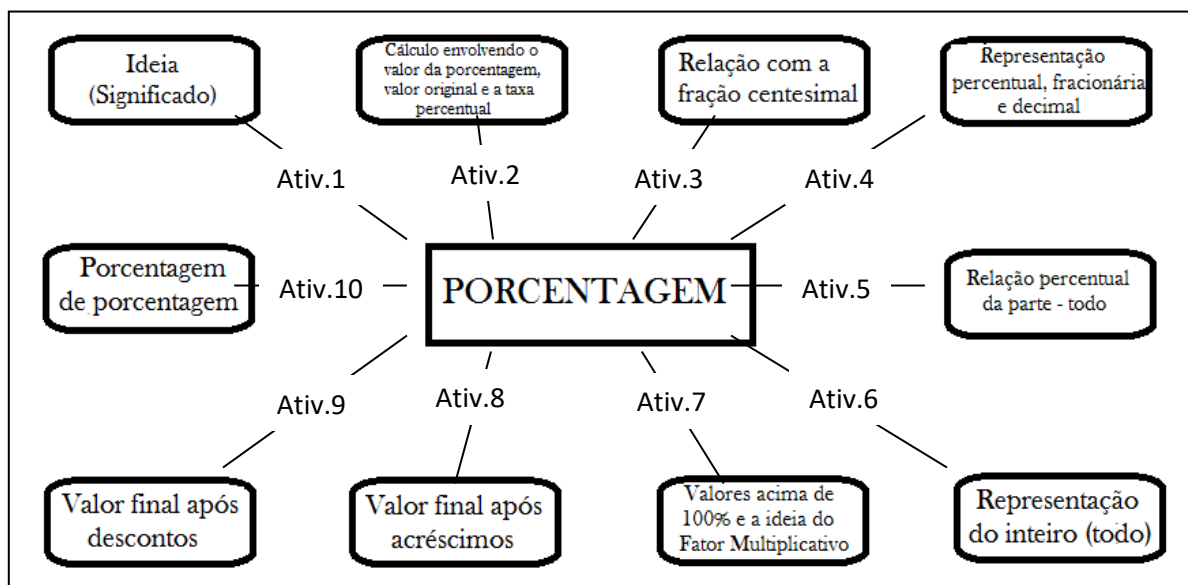 Ideia
(Significado)
Cálculo envolvendo o
valor da porcentagem,
valor original e a taxa
percentual
Relação com a
fração centesimal
Representação
percentual, fracionária
e decimal
Ativ.1
Ativ.2
Ativ.3
Ativ.4
Porcentagem
de porcentagem
Ativ.10
PORCENTAGEM
Ativ.5
Relação percentual
da parte - todo
Ativ.9
Ativ.8
Ativ.7
Ativ.6
Valor final após
descontos
Valor final após
acréscimos
Valores acima de
100% e a ideia do
Fator Multiplicativo
Representação
do inteiro (todo)